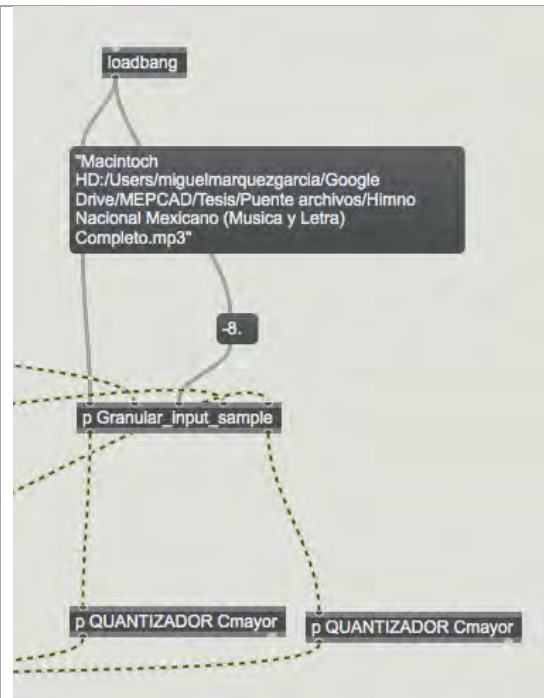 loadbang
"Macintoch
HD:/Users/miguelmarquezgarcia/Google
Drive/MEPCAD/Tesis/Puente archivos/Himno
Nacional Mexicano (Musica y Letra)
Completo.mp3"
-8.
p Granular_input_sample
p QUANTIZADOR Cmayor
p QUANTIZADOR Cmayor